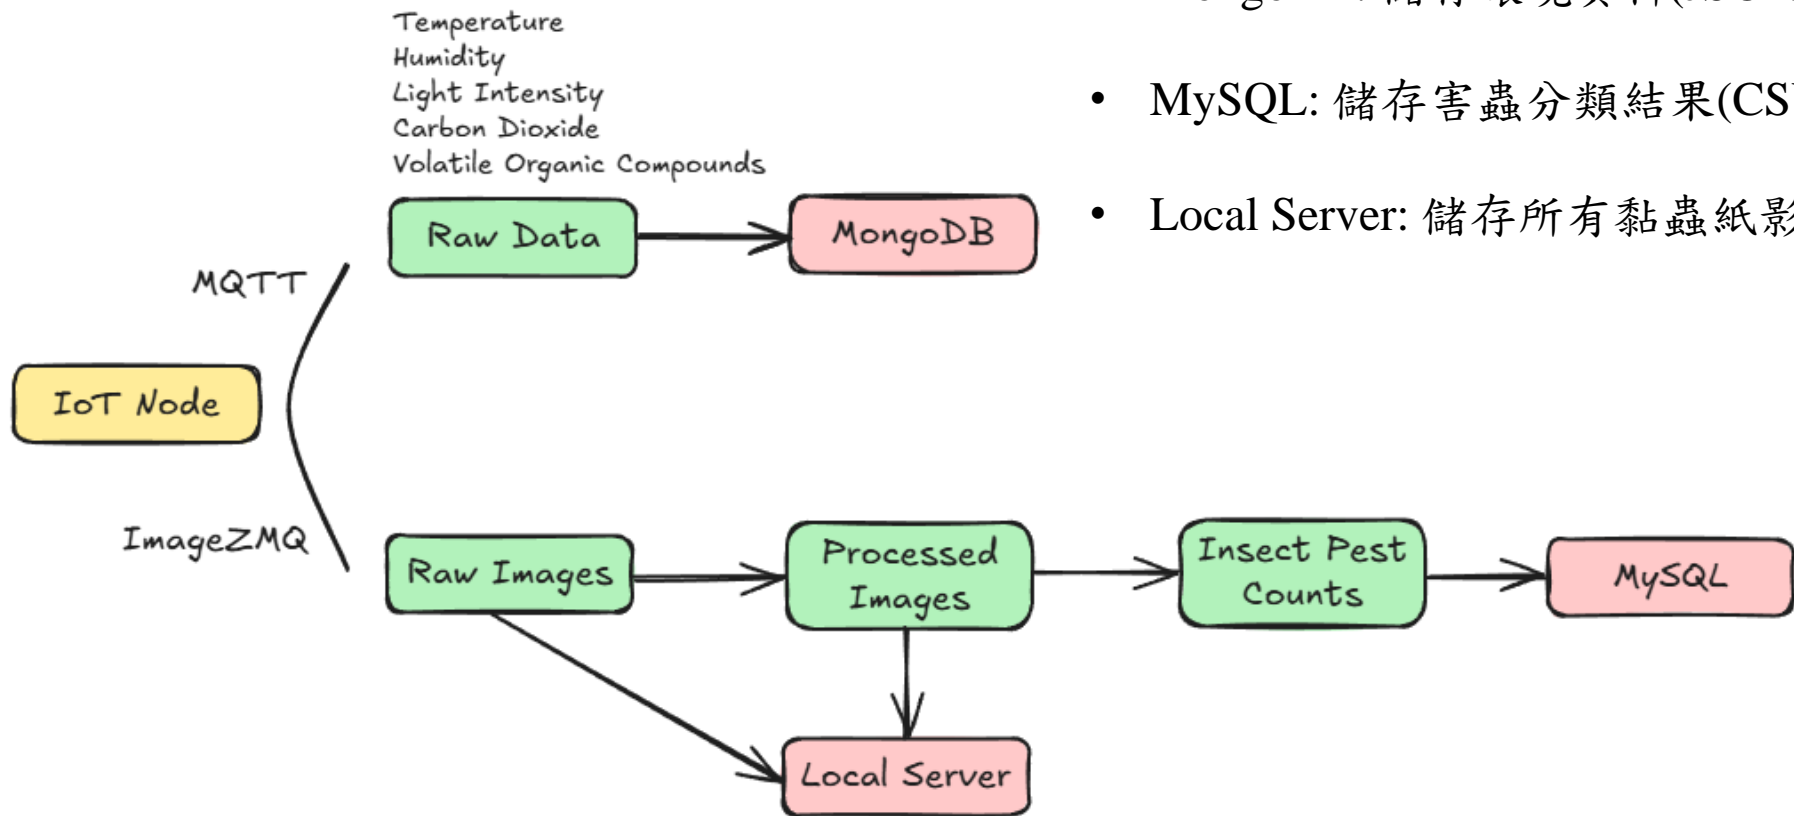 Temperature
Humidity
Light Intensity
Carbon Dioxide
Volatile Organic Compounds
• MySQL: 儲存害蟲分類結果(CSV
• Local Server: 儲存所有黏蟲紙影
Raw Data
MongoDB
MQTT
IoT Node
ImageZMQ
Raw Images
Processed
Images
Insect Pest
Counts
MySQL
Local Server